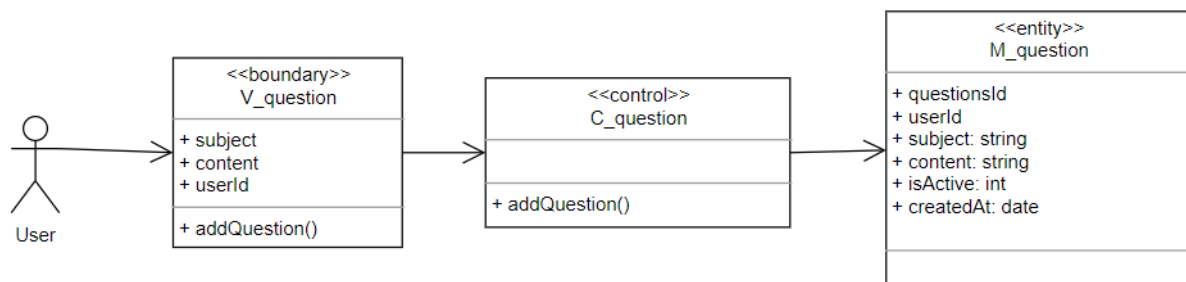 User
<<boundary>>
V_question
+ subject
+ content
+ userId
+ addQuestion()
<<control>>
C_question
+ addQuestion()
<<entity>>
M_question
+ questionsId
+ userId
+ subject: string
+ content: string
+ isActive: int
+ createdAt: date